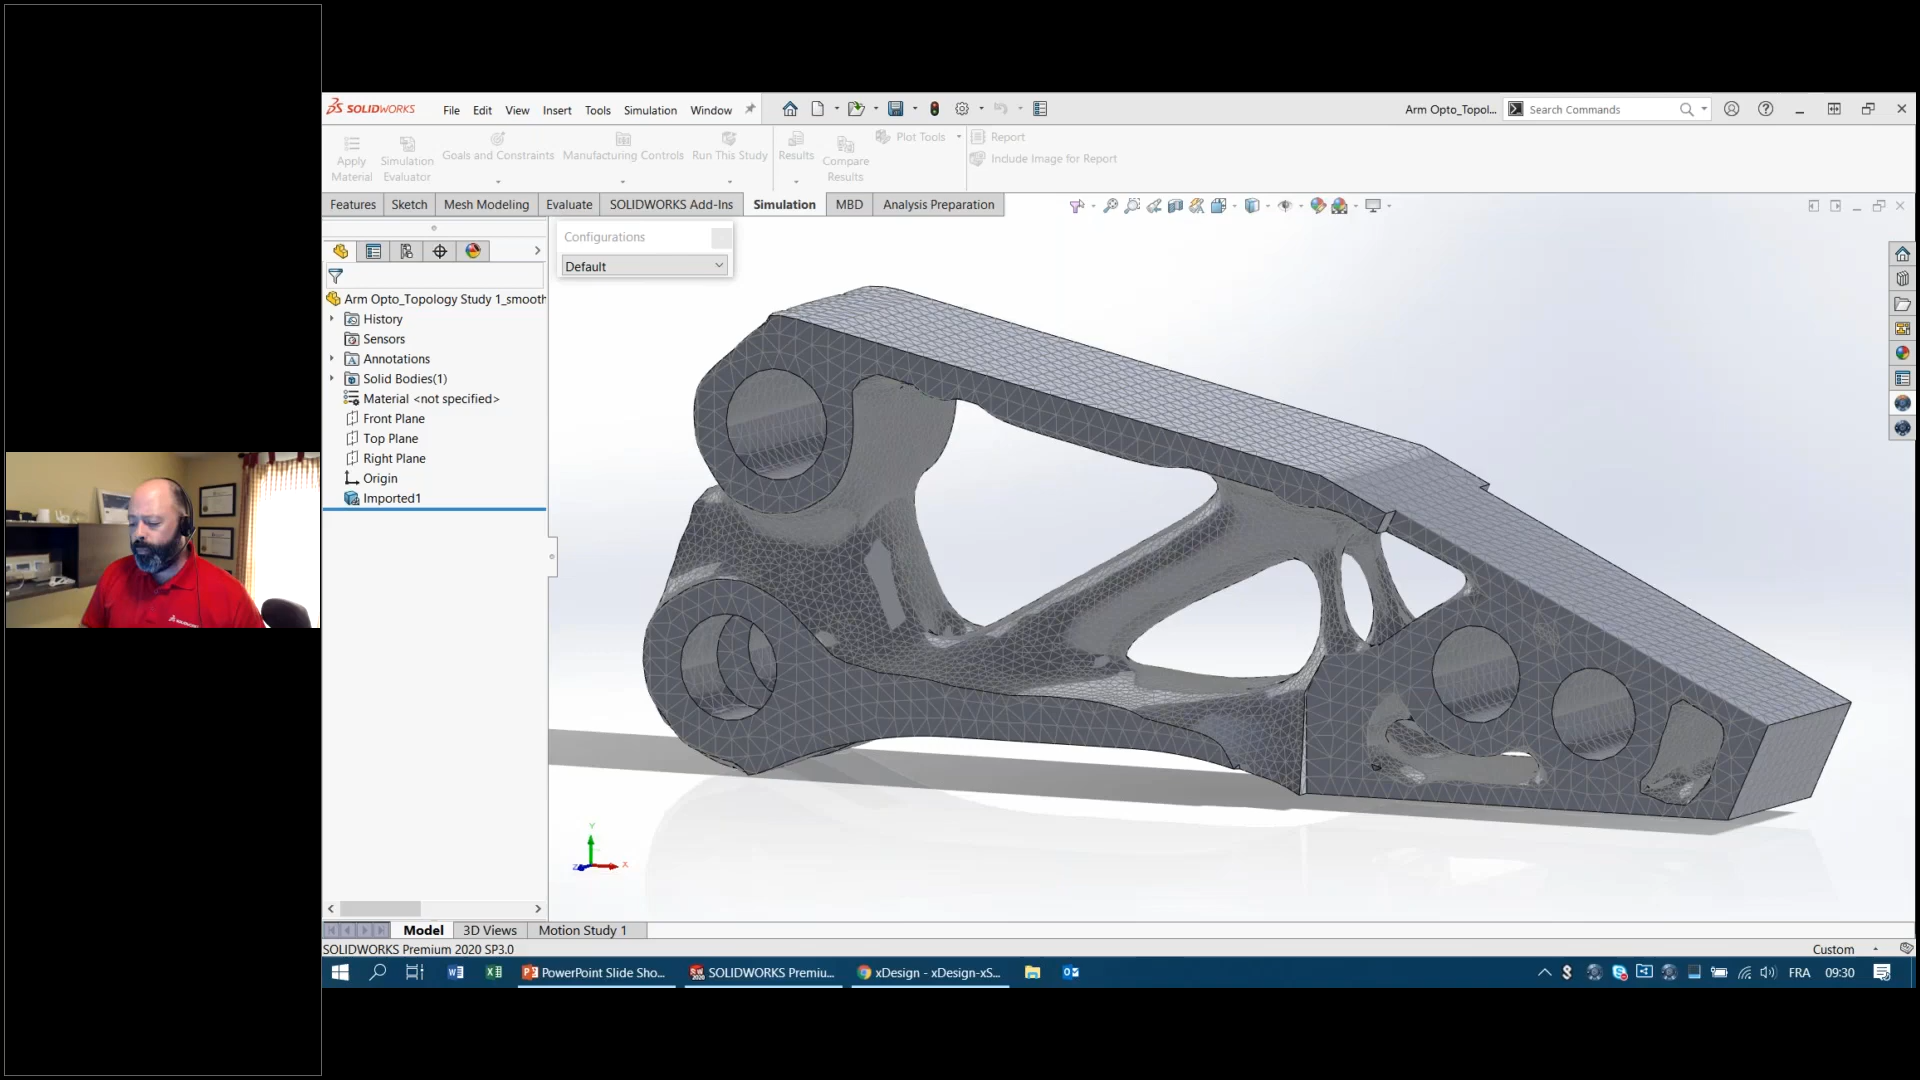 SOLIDWORKS File Edit View Insert Tools Simulation Window
Arm Opto_Topol... Search Commands
Apply Material
Simulation Evaluator
Goals and Constraints
Manufacturing Controls
Run This Study
Results
Compare Results
Plot Tools
Report
Include Image for Report
Features Sketch Mesh Modeling Evaluate SOLIDWORKS Add-Ins Simulation MBD Analysis Preparation
Configurations
Default
Arm Opto_Topology Study 1_smooth
History
Sensors
Annotations
Solid Bodies(1)
Material <not specified>
Front Plane
Top Plane
Right Plane
Origin
Imported1
Y
X
Z
Model 3D Views Motion Study 1
SOLIDWORKS Premium 2020 SP3.0
Custom
PowerPoint Slide Sho... SOLIDWORKS Premiu... xDesign - xDesign-xS... FRA 09:30